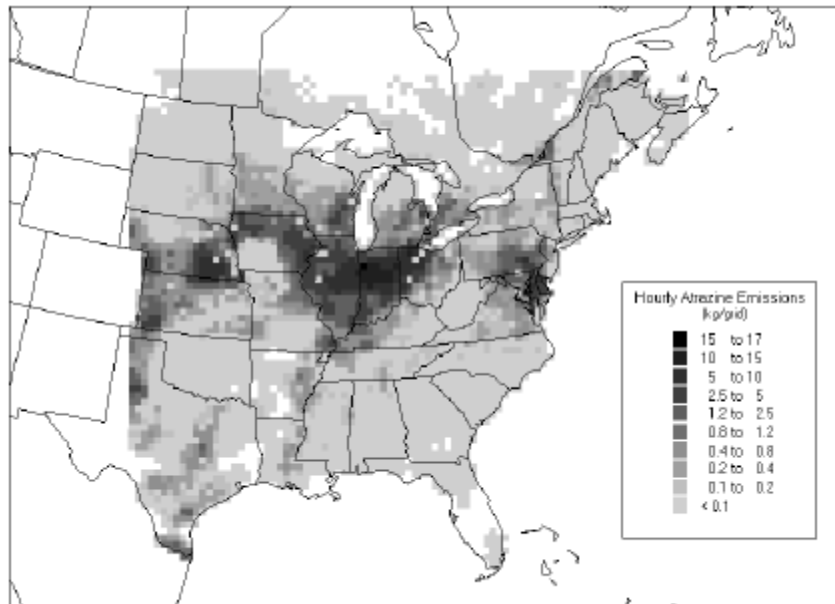 Hourly Atrazine Emissions
(kg/grid)
15 to 17
10 to 15
5 to 10
2.5 to 5
1.2 to 2.5
0.8 to 1.2
0.4 to 0.8
0.2 to 0.4
0.1 to 0.2
< 0.1